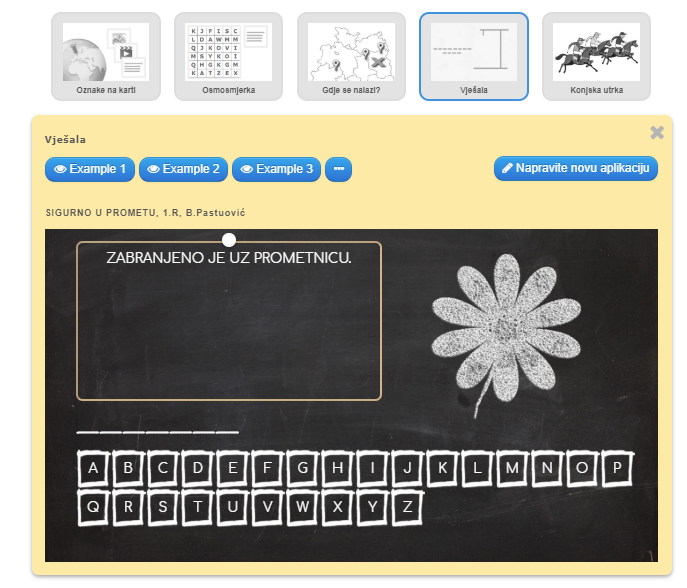 K J F I S C
L D A W M M
Q J K O V I
M S Y K O I
Q H G K G M
K A T Z E X
Oznake na karti
Osmosmjerka
Gdje se nalazi?
Vješala
Konjska utrka
Vješala
Example 1 Example 2 Example 3 ••• Napravite novu aplikaciju
SIGURNO U PROMETU, 1.R, B.Pastuović
ZABRANJENO JE UZ PROMETNICU.
A B C D E F G H I J K L M N O P
Q R S T U V W X Y Z